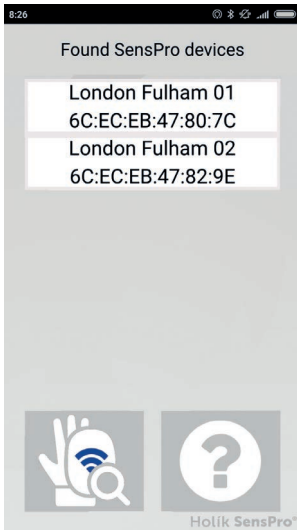 8:26
Found SensPro devices
London Fulham 01
6C:EC:EB:47:80:7C
London Fulham 02
6C:EC:EB:47:82:9E
?
Holík SensPro®